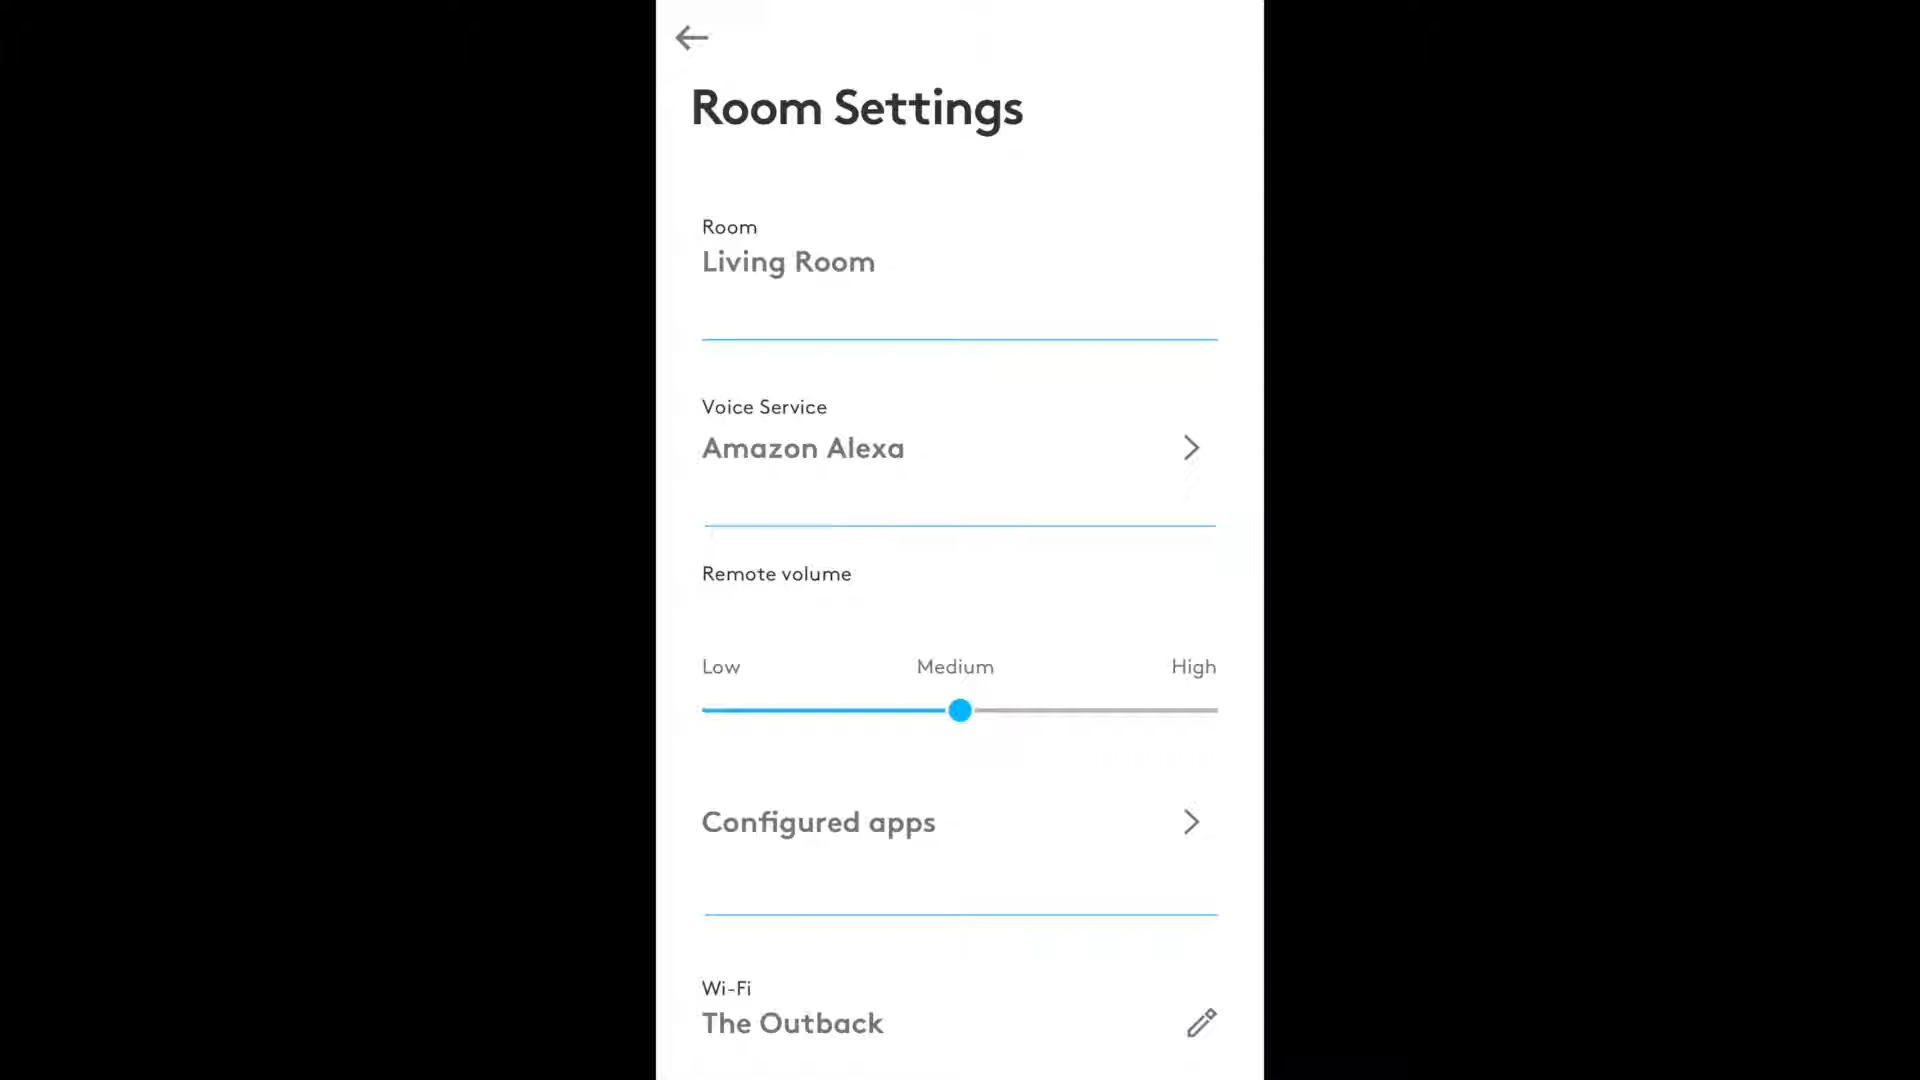 Room Settings
Room
Living Room
Voice Service
Amazon Alexa
Remote volume
Low Medium High
Configured apps
Wi-Fi
The Outback